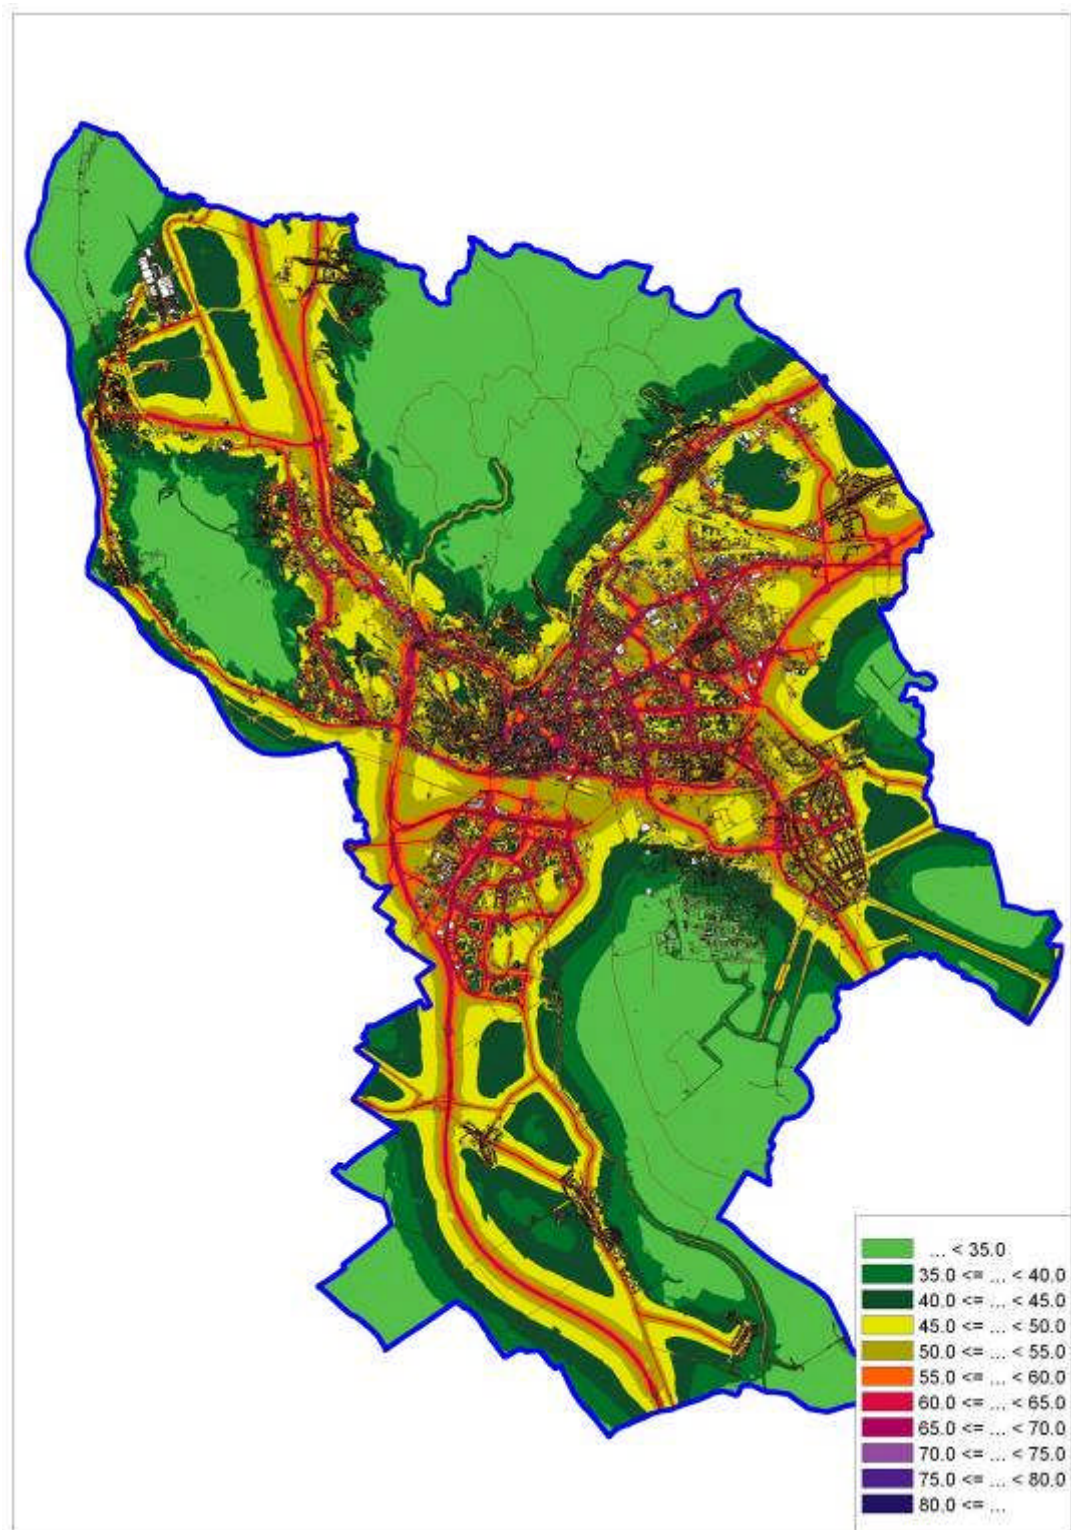 ... < 35.0
35.0 <= ... < 40.0
40.0 <= ... < 45.0
45.0 <= ... < 50.0
50.0 <= ... < 55.0
55.0 <= ... < 60.0
60.0 <= ... < 65.0
65.0 <= ... < 70.0
70.0 <= ... < 75.0
75.0 <= ... < 80.0
80.0 <= ...